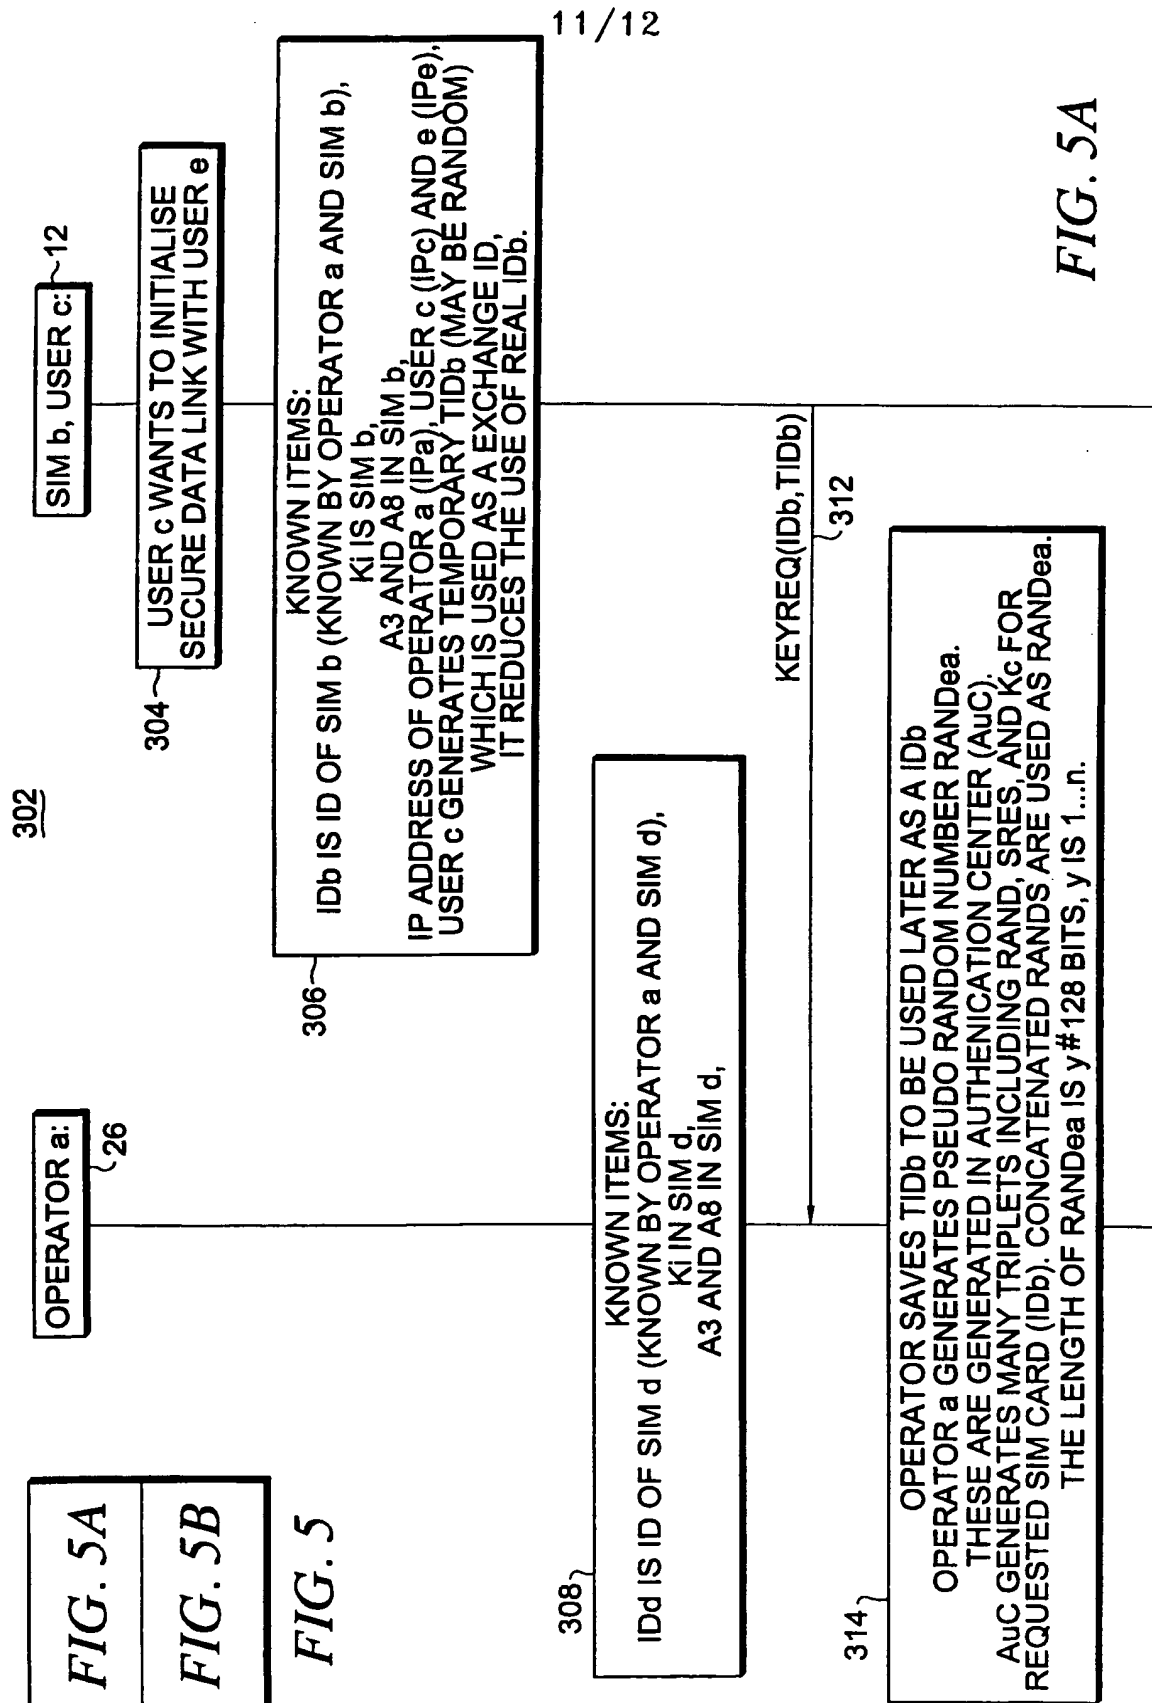 11/12
FIG. 5A
FIG. 5B
FIG. 5
302
OPERATOR a:
26
SIM b, USER c:
12
304
USER c WANTS TO INITIALISE
SECURE DATA LINK WITH USER e
306
KNOWN ITEMS:
IDb IS ID OF SIM b (KNOWN BY OPERATOR a AND SIM b),
Ki IS SIM b,
A3 AND A8 IN SIM b,
IP ADDRESS OF OPERATOR a (IPa), USER c (IPc) AND e (IPe),
USER c GENERATES TEMPORARY TIDb (MAY BE RANDOM)
WHICH IS USED AS A EXCHANGE ID,
IT REDUCES THE USE OF REAL IDb.
308
KNOWN ITEMS:
IDd IS ID OF SIM d (KNOWN BY OPERATOR a AND SIM d),
Ki IN SIM d,
A3 AND A8 IN SIM d,
KEYREQ(IDb,TIDb)
312
314
OPERATOR SAVES TIDb TO BE USED LATER AS A IDb
OPERATOR a GENERATES PSEUDO RANDOM NUMBER RANDea.
THESE ARE GENERATED IN AUTHENICATION CENTER (AuC).
AuC GENERATES MANY TRIPLETS INCLUDING RAND, SRES, AND Kc FOR
REQUESTED SIM CARD (IDb). CONCATENATED RANDS ARE USED AS RANDea.
THE LENGTH OF RANDea IS y#128 BITS, y IS 1...n.
FIG. 5A